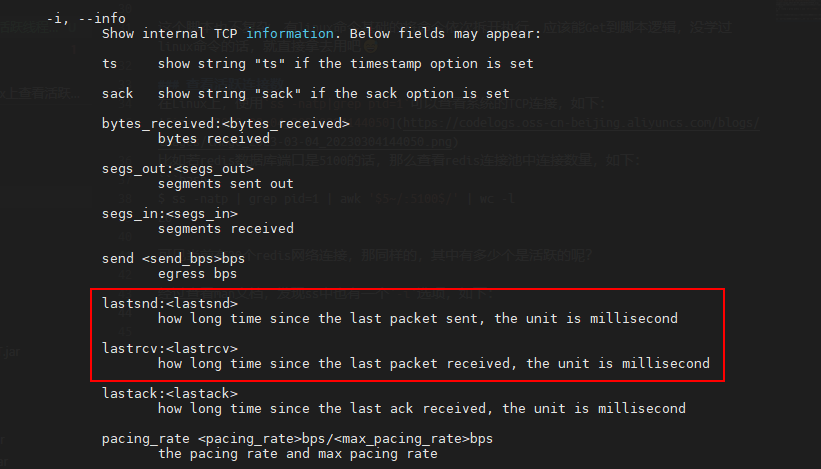 -i, --info
Show internal TCP information. Below fields may appear:
ts show string "ts" if the timestamp option is set
sack show string "sack" if the sack option is set
bytes_received:<bytes_received>
bytes received
segs_out:<segs_out>
segments sent out
segs_in:<segs_in>
segments received
send <send_bps>bps
egress bps
lastsnd:<lastsnd>
how long time since the last packet sent, the unit is millisecond
lastrcv:<lastrcv>
how long time since the last packet received, the unit is millisecond
lastack:<lastack>
how long time since the last ack received, the unit is millisecond
pacing_rate <pacing_rate>bps/<max_pacing_rate>bps
the pacing rate and max pacing rate